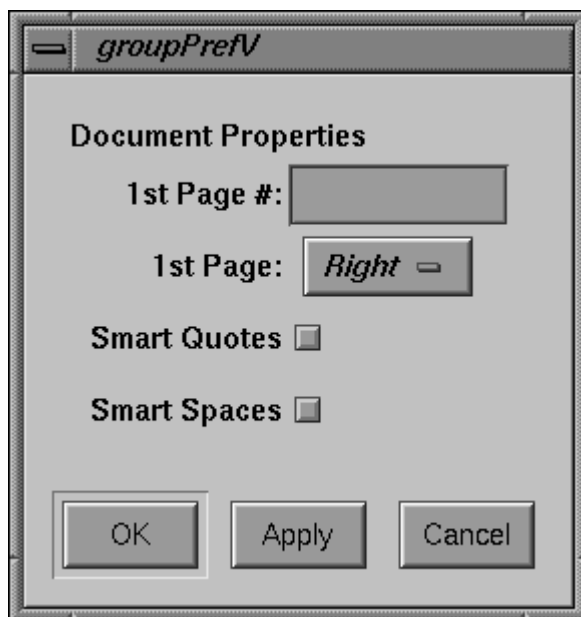 groupPrefV
Document Properties
1st Page #:
1st Page: Right
Smart Quotes
Smart Spaces
OK Apply Cancel